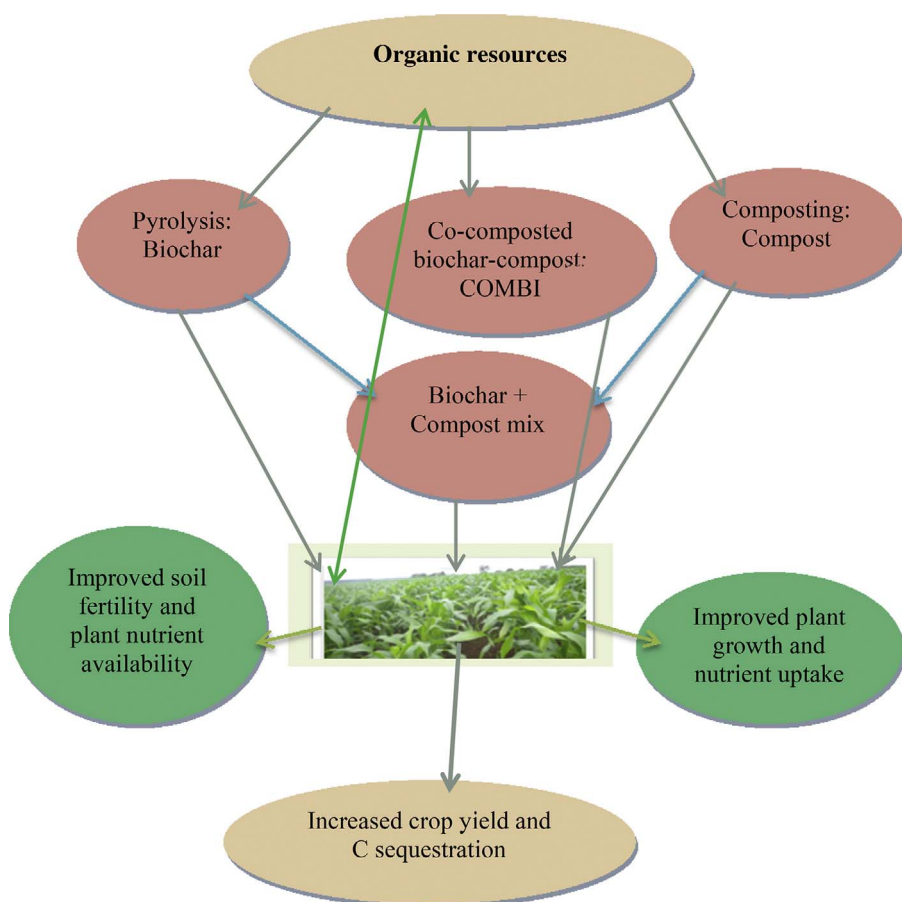 Organic resources
Pyrolysis:
Biochar
Co-composted
biochar-compost:
COMBI
Composting:
Compost
Biochar +
Compost mix
Improved soil
fertility and
plant nutrient
availability
Improved plant
growth and
nutrient uptake
Increased crop yield and
C sequestration